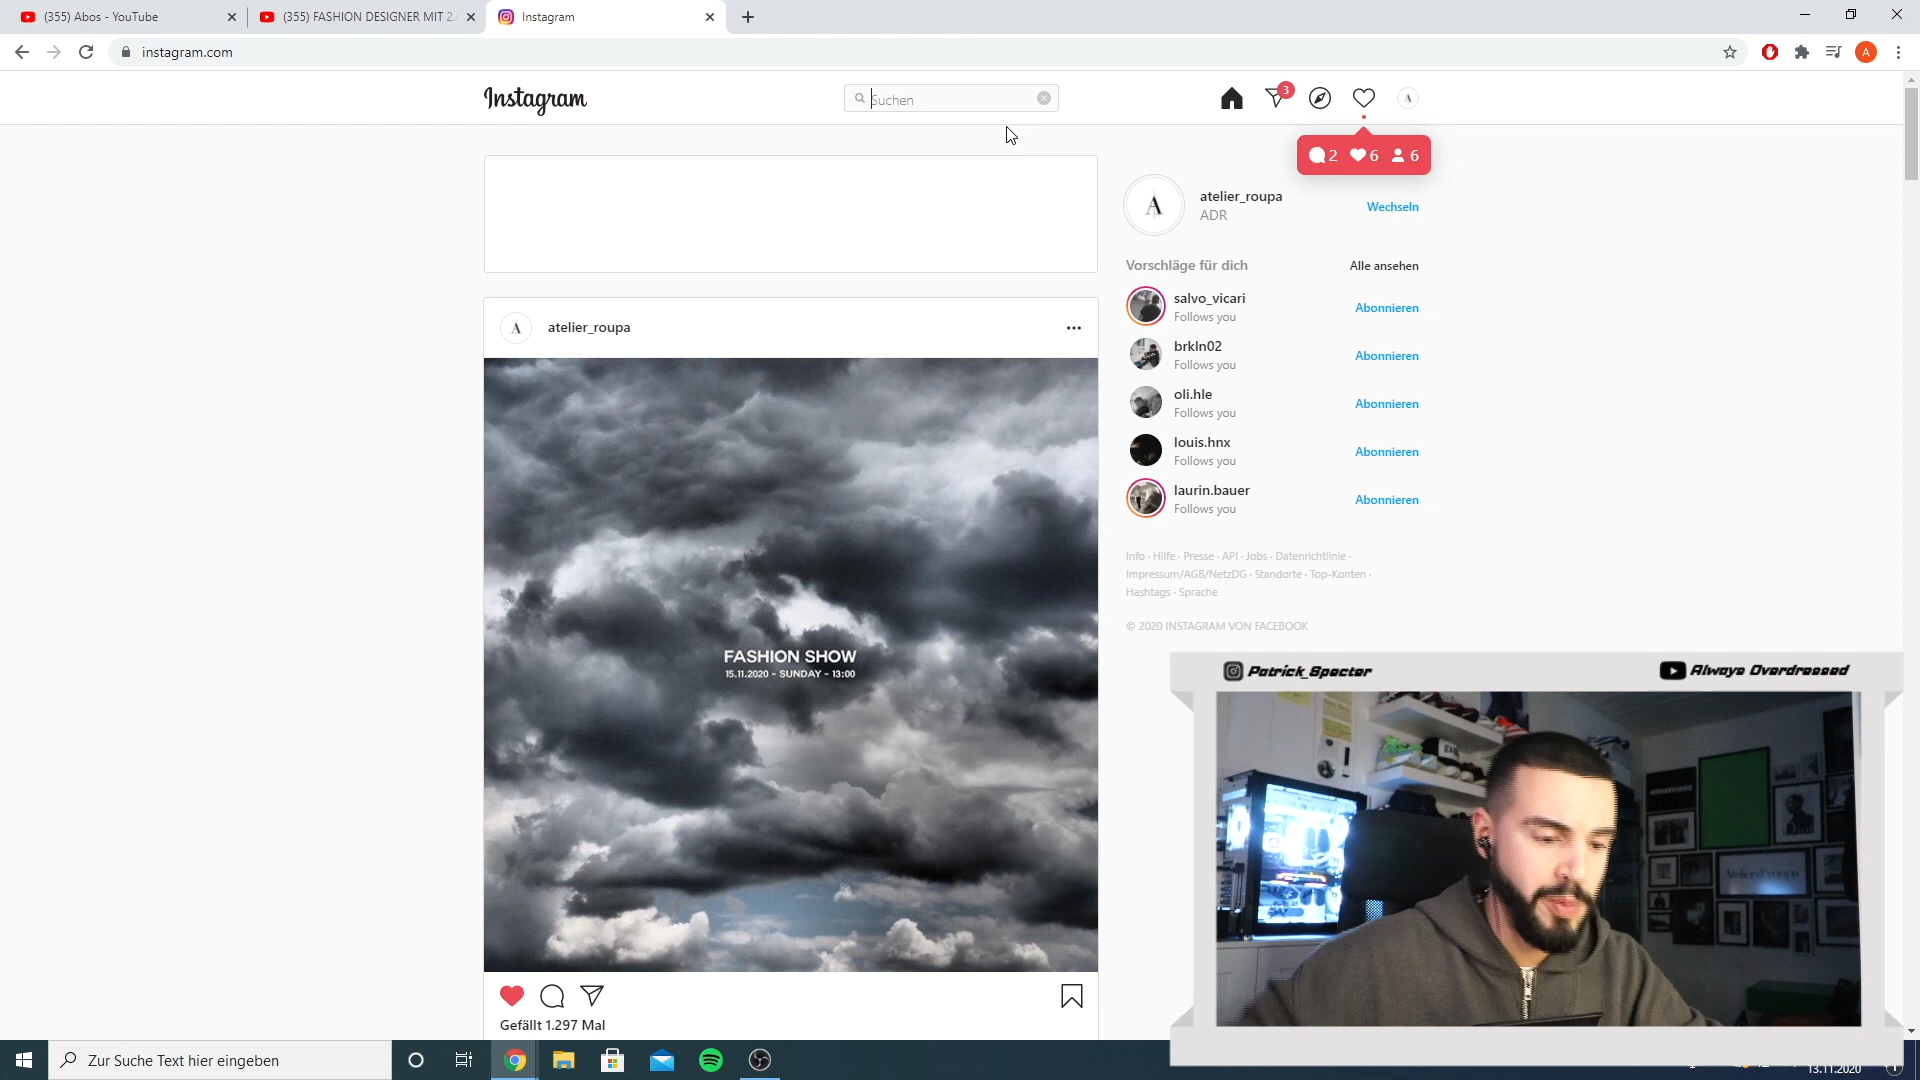 (355) Abos - YouTube
(355) FASHION DESIGNER MIT 2.
Instagram
instagram.com
A
Instagram
Suchen
3
A
2 6 6
A
atelier_roupa
ADR
Wechseln
Vorschläge für dich
Alle ansehen
salvo_vicari
Follows you
Abonnieren
brkln02
Follows you
Abonnieren
oli.hle
Follows you
Abonnieren
louis.hnx
Follows you
Abonnieren
laurin.bauer
Follows you
Abonnieren
Info · Hilfe · Presse · API · Jobs · Datenrichtlinie ·
Impressum/AGB/NetzDG · Standorte · Top-Konten ·
Hashtags · Sprache
© 2020 INSTAGRAM VON FACEBOOK
A
atelier_roupa
FASHION SHOW
15.11.2020 - SUNDAY - 13:00
Gefällt 1.297 Mal
Patrick_Specter
Always Overdressed
Zur Suche Text hier eingeben
13.11.2020